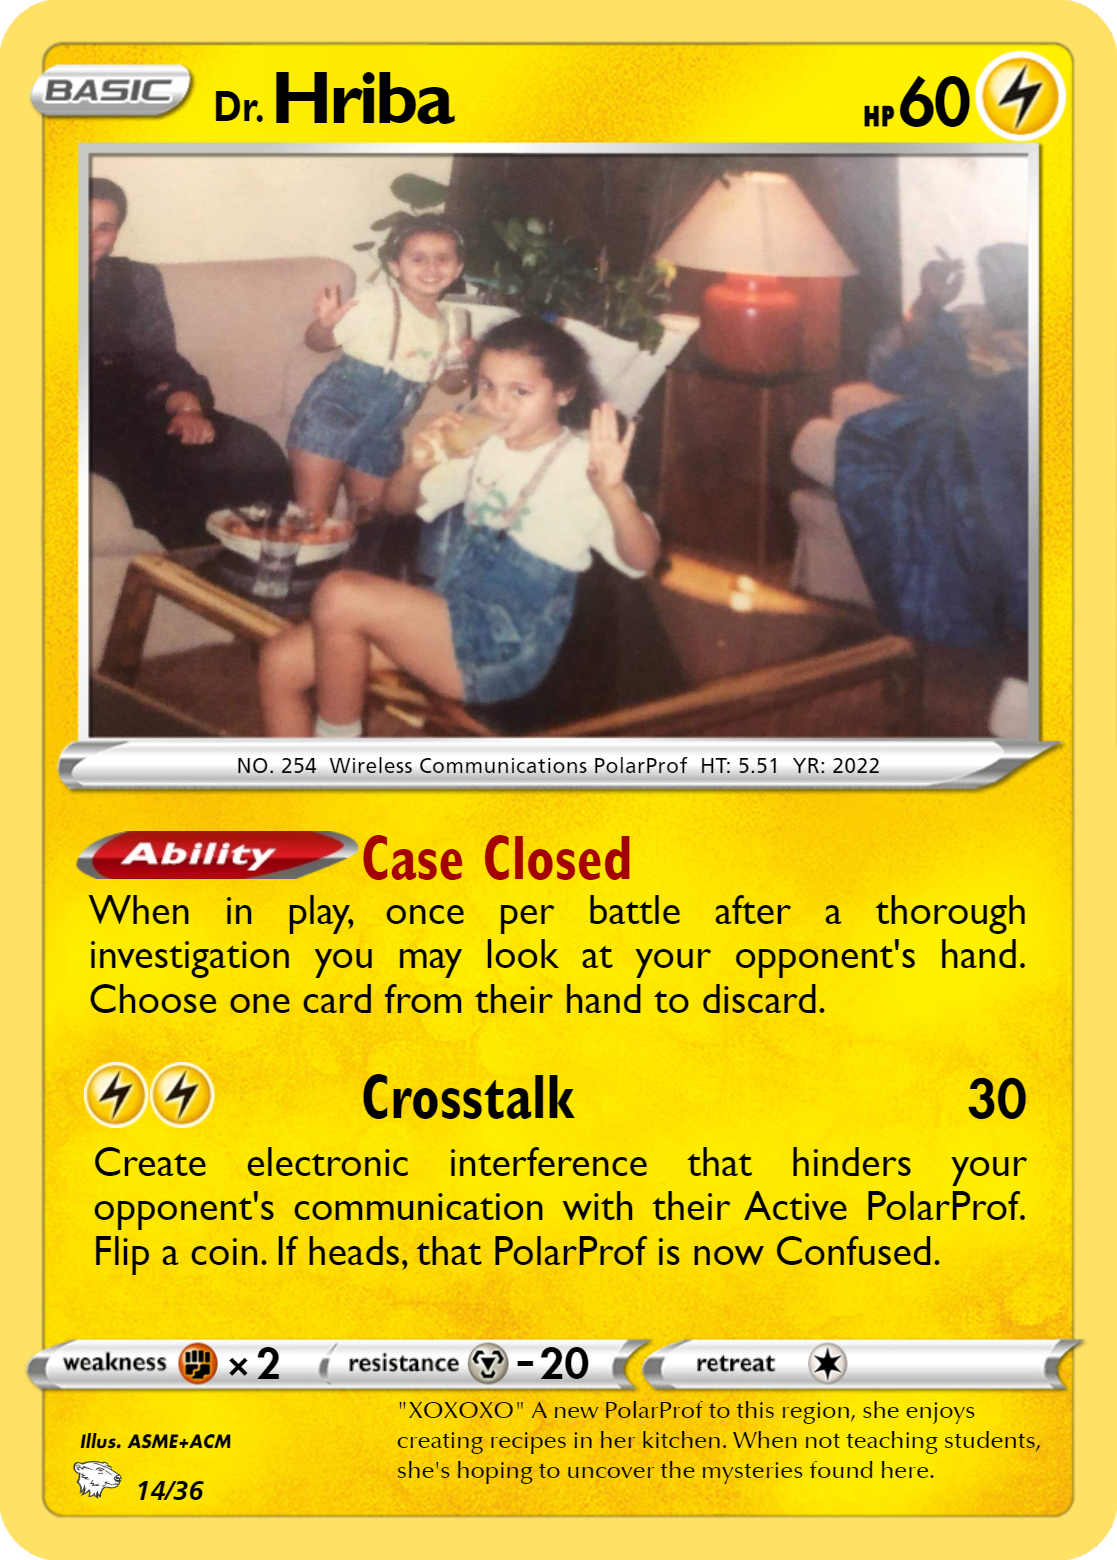 BASIC Dr. Hriba HP 60
NO. 254 Wireless Communications PolarProf HT: 5.51 YR: 2022
Ability Case Closed
When in play, once per battle after a thorough
investigation you may look at your opponent's hand.
Choose one card from their hand to discard.
Crosstalk 30
Create electronic interference that hinders your
opponent's communication with their Active PolarProf.
Flip a coin. If heads, that PolarProf is now Confused.
weakness × 2 resistance - 20 retreat
"XOXOXO" A new PolarProf to this region, she enjoys
creating recipes in her kitchen. When not teaching students,
she's hoping to uncover the mysteries found here.
Illus. ASME+ACM
14/36